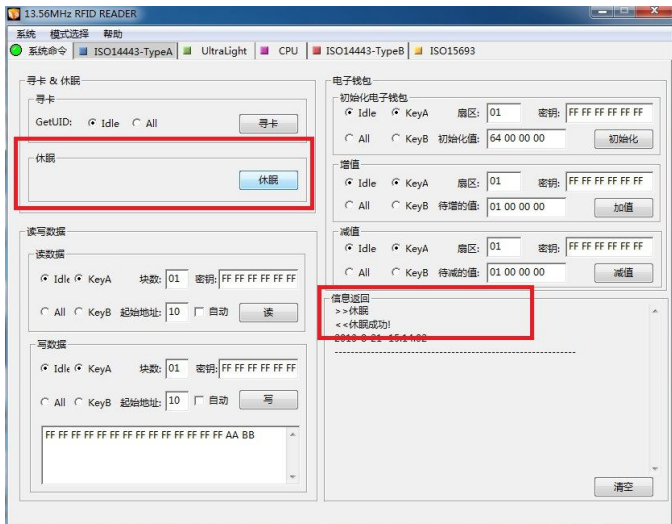 13.56MHz RFID READER
系统 模式选择 帮助
系统命令 ISO14443-TypeA UltraLight CPU ISO14443-TypeB ISO15693
寻卡 & 休眠
寻卡
GetUID: Idle All 寻卡
休眠
休眠
读写数据
读数据
Idle KeyA 块数: 01 密钥: FF FF FF FF FF FF
All KeyB 起始地址: 10 自动 读
写数据
Idle KeyA 块数: 01 密钥: FF FF FF FF FF FF
All KeyB 起始地址: 10 自动 写
FF FF FF FF FF FF FF FF FF FF FF FF FF FF AA BB
电子钱包
初始化电子钱包
Idle KeyA 扇区: 01 密钥: FF FF FF FF FF FF
All KeyB 初始化值: 64 00 00 00 初始化
增值
Idle KeyA 扇区: 01 密钥: FF FF FF FF FF FF
All KeyB 待增的值: 01 00 00 00 加值
减值
Idle KeyA 扇区: 01 密钥: FF FF FF FF FF FF
All KeyB 待减的值: 01 00 00 00 减值
信息返回
>>休眠
<<休眠成功!
清空